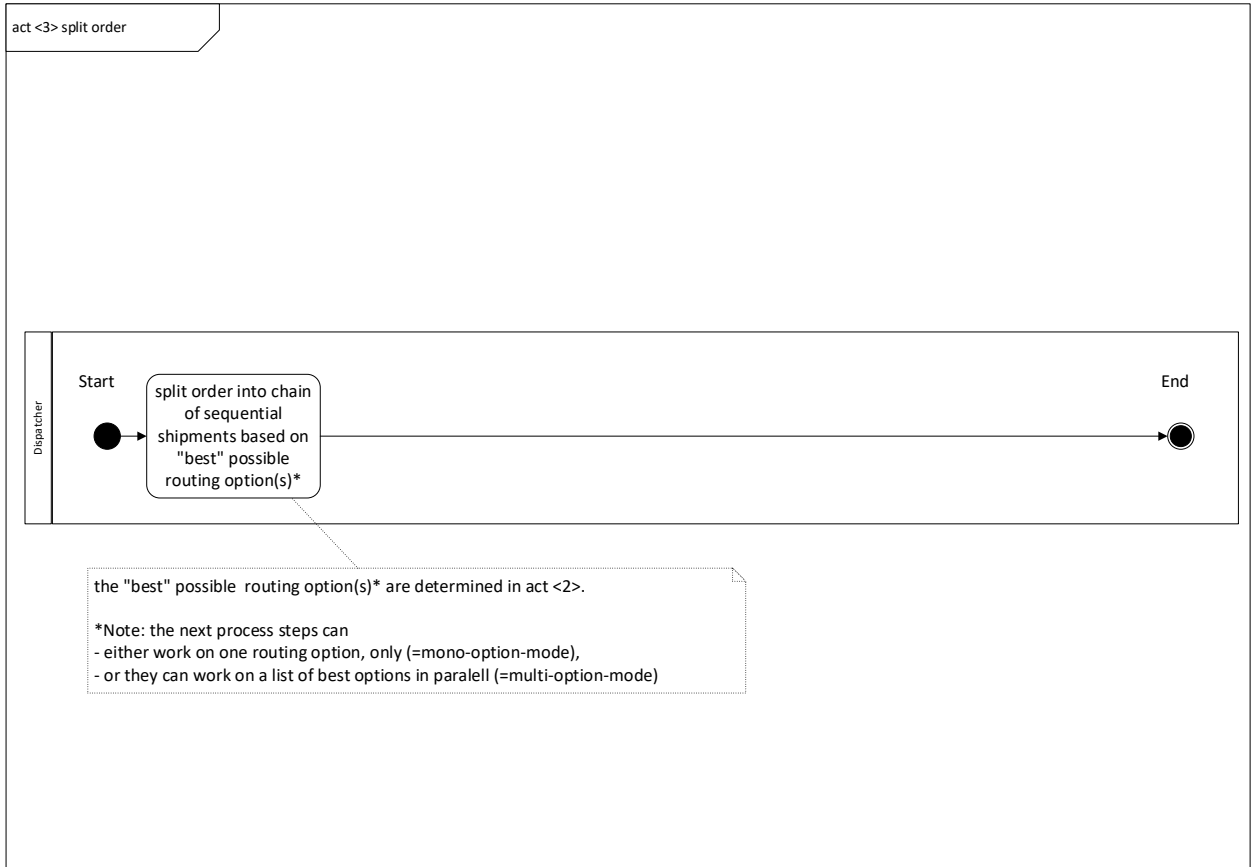 act <3> split order
Dispatcher
Start
split order into chain
of sequential
shipments based on
"best" possible
routing option(s)*
End
the "best" possible  routing option(s)* are determined in act <2>.
*Note: the next process steps can
- either work on one routing option, only (=mono-option-mode),
- or they can work on a list of best options in paralell (=multi-option-mode)